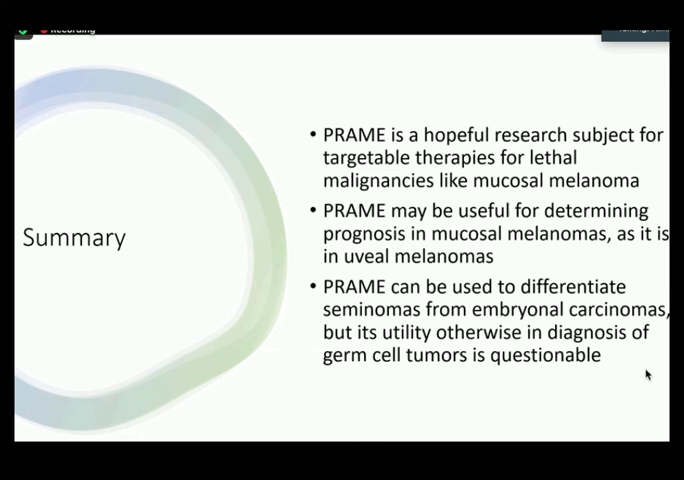 Recording
Summary
• PRAME is a hopeful research subject for
targetable therapies for lethal
malignancies like mucosal melanoma
• PRAME may be useful for determining
prognosis in mucosal melanomas, as it is
in uveal melanomas
• PRAME can be used to differentiate
seminomas from embryonal carcinomas,
but its utility otherwise in diagnosis of
germ cell tumors is questionable